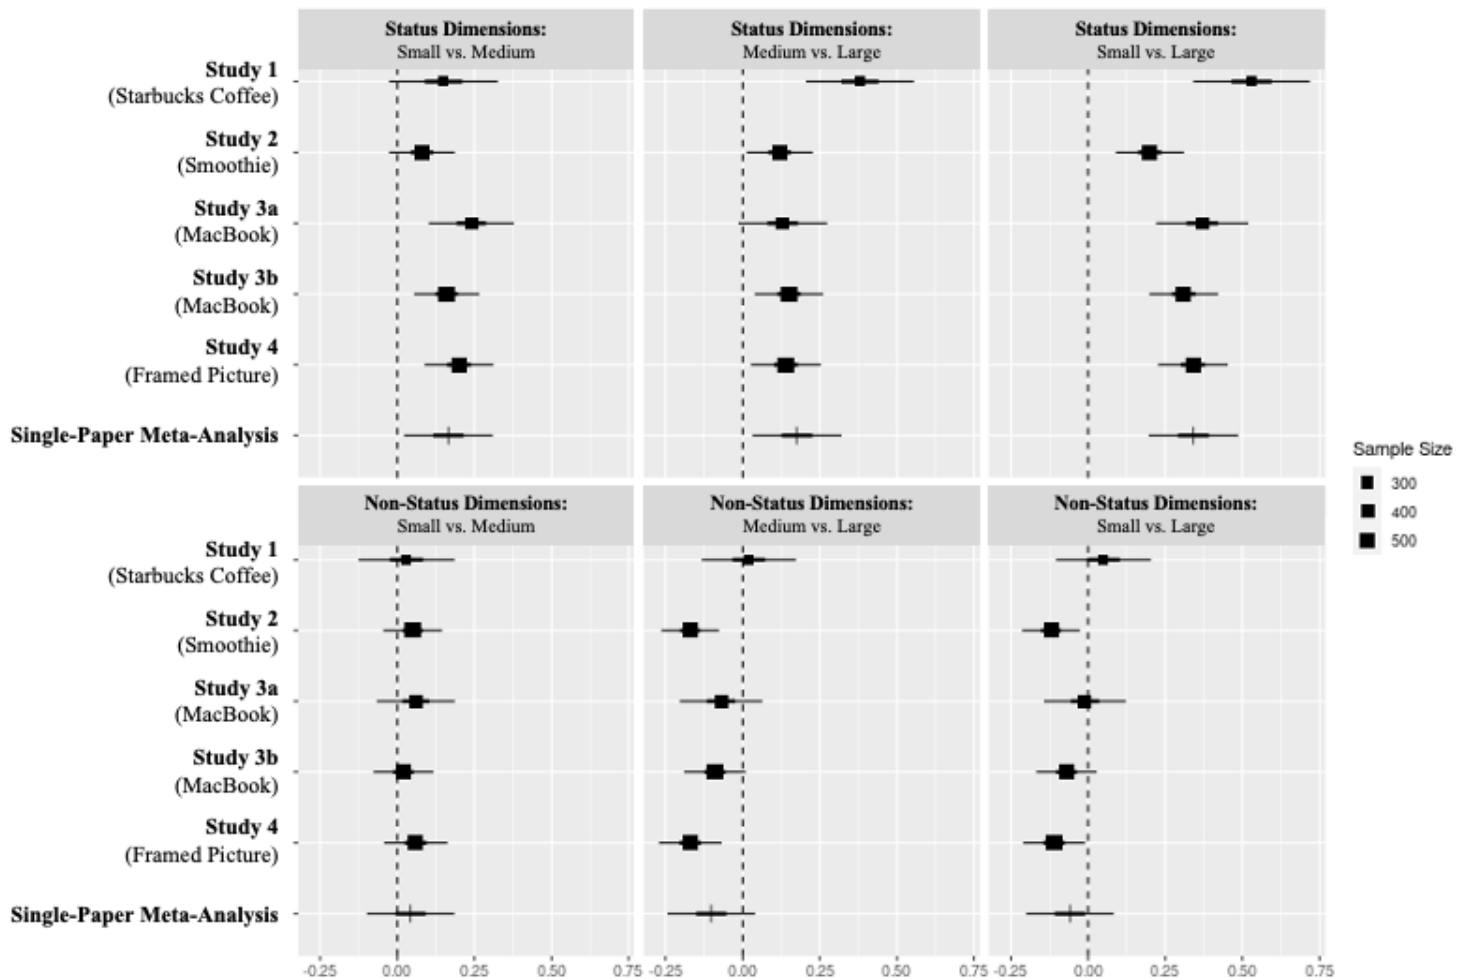 Status Dimensions:
Small vs. Medium
Status Dimensions:
Medium vs. Large
Status Dimensions:
Small vs. Large
Study 1
(Starbucks Coffee)
Study 2
(Smoothie)
Study 3a
(MacBook)
Study 3b
(MacBook)
Study 4
(Framed Picture)
Single-Paper Meta-Analysis
Non-Status Dimensions:
Small vs. Medium
Non-Status Dimensions:
Medium vs. Large
Non-Status Dimensions:
Small vs. Large
Study 1
(Starbucks Coffee)
Study 2
(Smoothie)
Study 3a
(MacBook)
Study 3b
(MacBook)
Study 4
(Framed Picture)
Single-Paper Meta-Analysis
-0.25 0.00 0.25 0.50 0.75
-0.25 0.00 0.25 0.50 0.75
-0.25 0.00 0.25 0.50 0.75
Sample Size
300
400
500